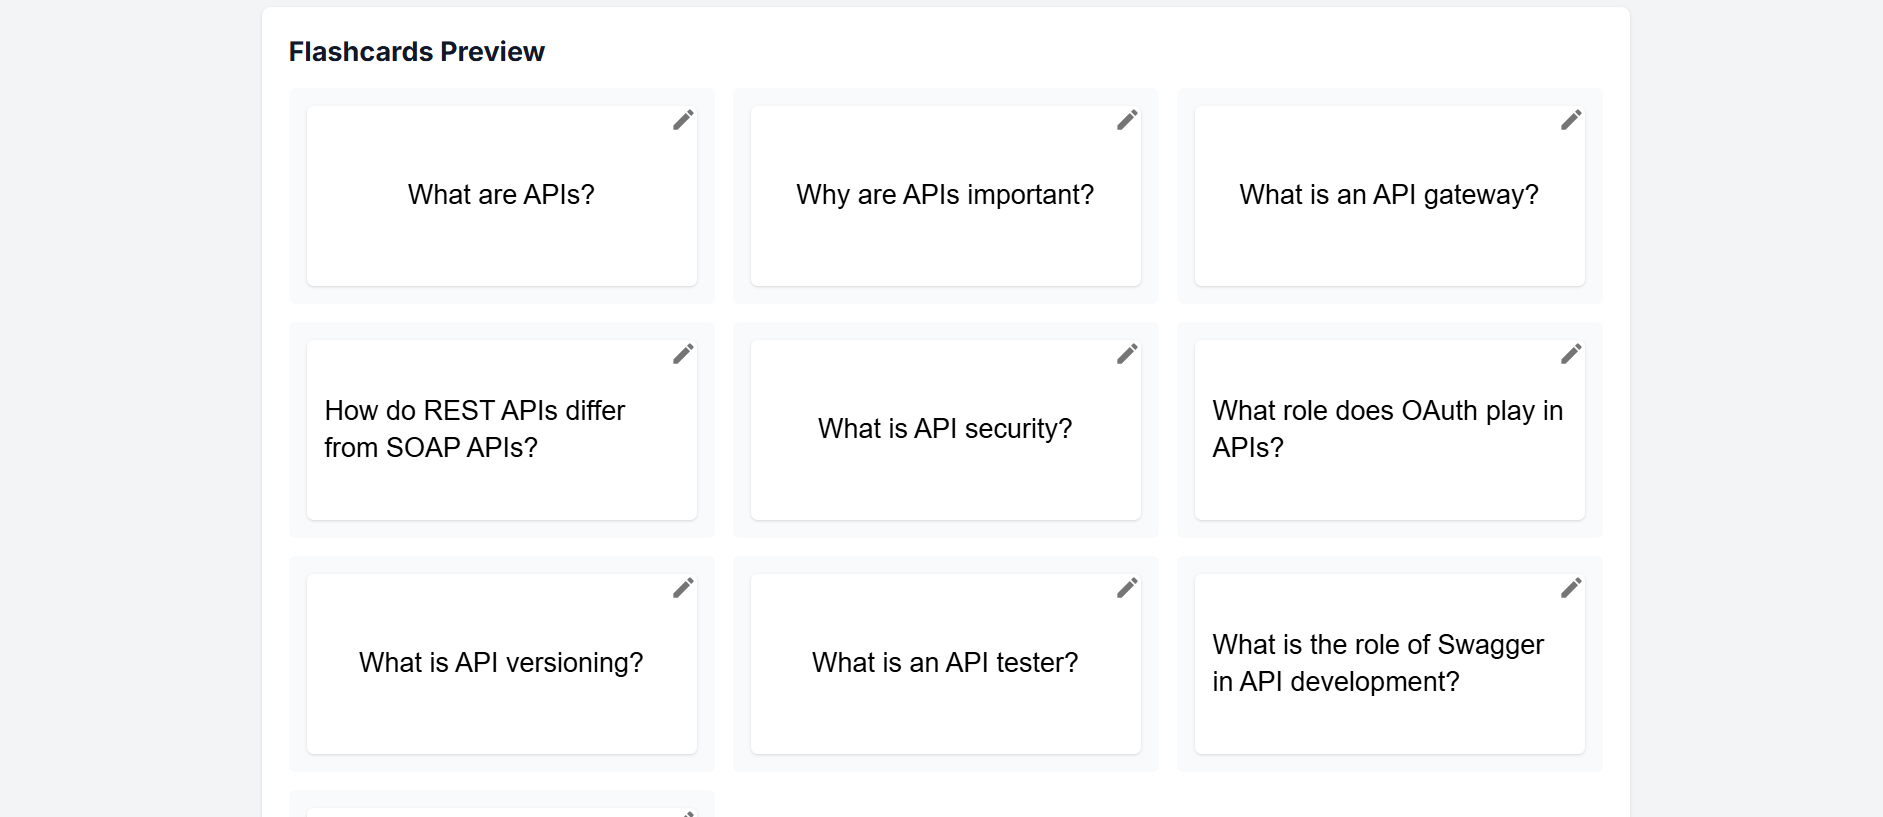 Flashcards Preview
What are APIs?
Why are APIs important?
What is an API gateway?
How do REST APIs differ
from SOAP APIs?
What is API security?
What role does OAuth play in
APIs?
What is API versioning?
What is an API tester?
What is the role of Swagger
in API development?